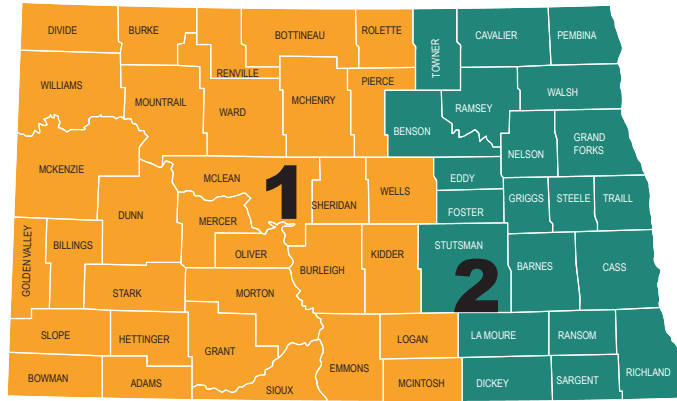 DIVIDE
BURKE
BOTTINEAU
ROLETTE
TOWNER
CAVALIER
PEMBINA
WILLIAMS
MOUNTRAIL
RENVILLE
WARD
MCHENRY
PIERCE
BENSON
RAMSEY
WALSH
NELSON
GRAND
FORKS
MCKENZIE
DUNN
MCLEAN
MERCER
1
SHERIDAN
WELLS
EDDY
FOSTER
GRIGGS
STEELE
TRAILL
GOLDEN VALLEY
BILLINGS
OLIVER
BURLEIGH
KIDDER
STUTSMAN
2
BARNES
CASS
STARK
MORTON
SLOPE
HETTINGER
GRANT
EMMONS
LOGAN
LA MOURE
RANSOM
RICHLAND
BOWMAN
ADAMS
SIOUX
MCINTOSH
DICKEY
SARGENT